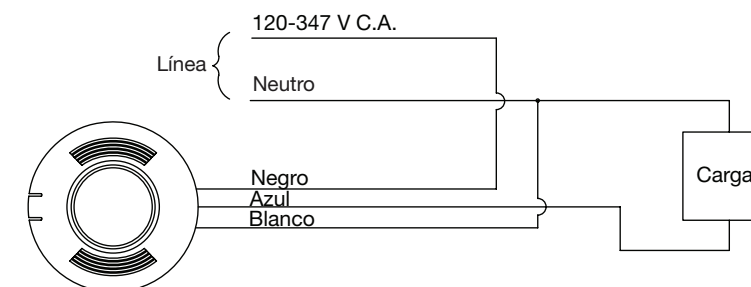 120-347 V C.A.
Línea
Neutro
Negro
Azul
Blanco
Carga